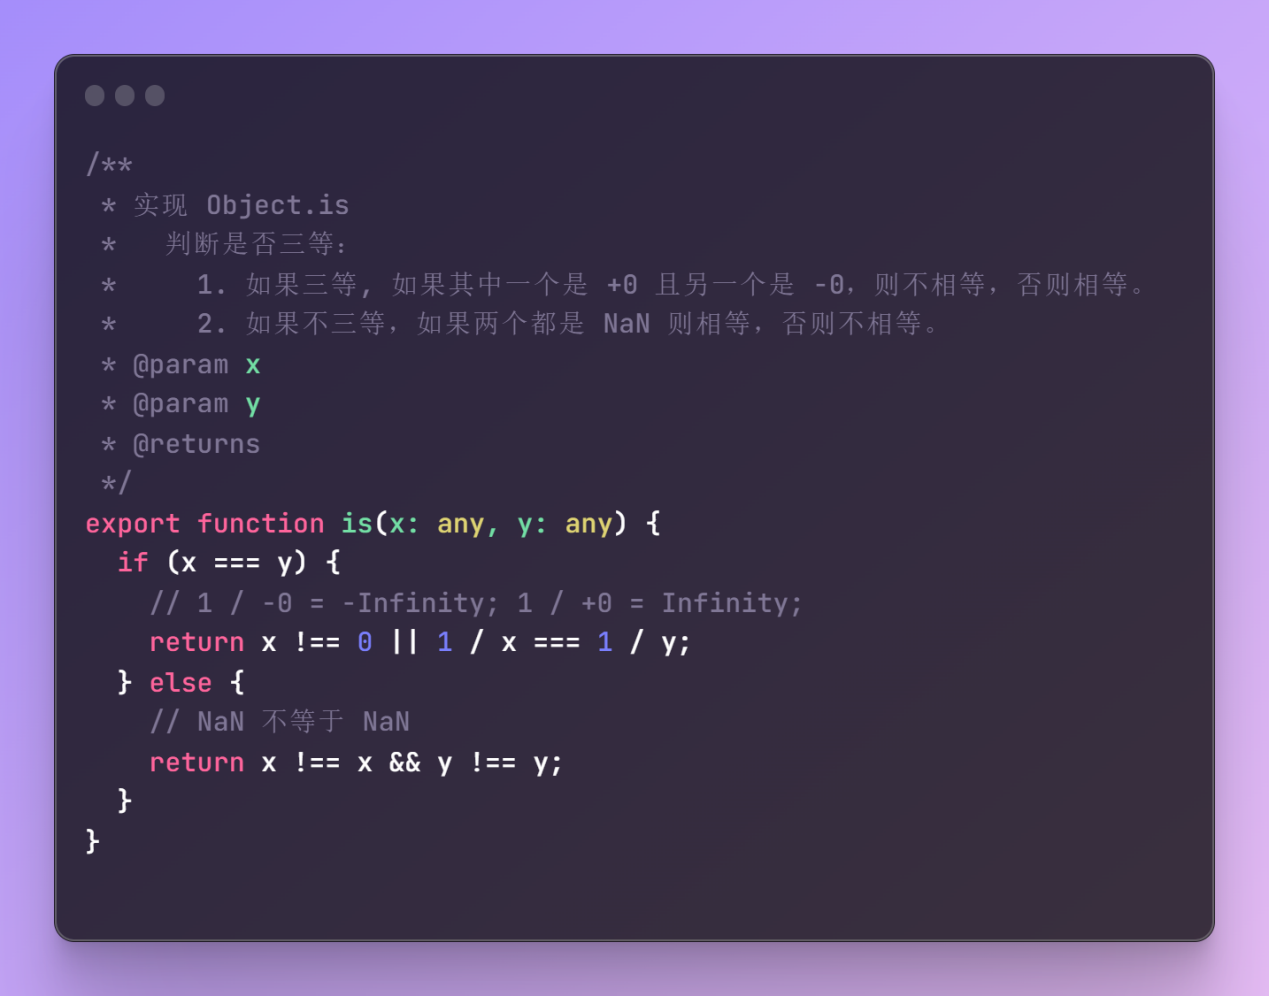 /**
 * 实现 Object.is
 *   判断是否三等：
 *     1. 如果三等, 如果其中一个是 +0 且另一个是 -0，则不相等，否则相等。
 *     2. 如果不三等，如果两个都是 NaN 则相等，否则不相等。
 * @param x
 * @param y
 * @returns
 */
export function is(x: any, y: any) {
  if (x === y) {
    // 1 / -0 = -Infinity; 1 / +0 = Infinity;
    return x !== 0 || 1 / x === 1 / y;
  } else {
    // NaN 不等于 NaN
    return x !== x && y !== y;
  }
}